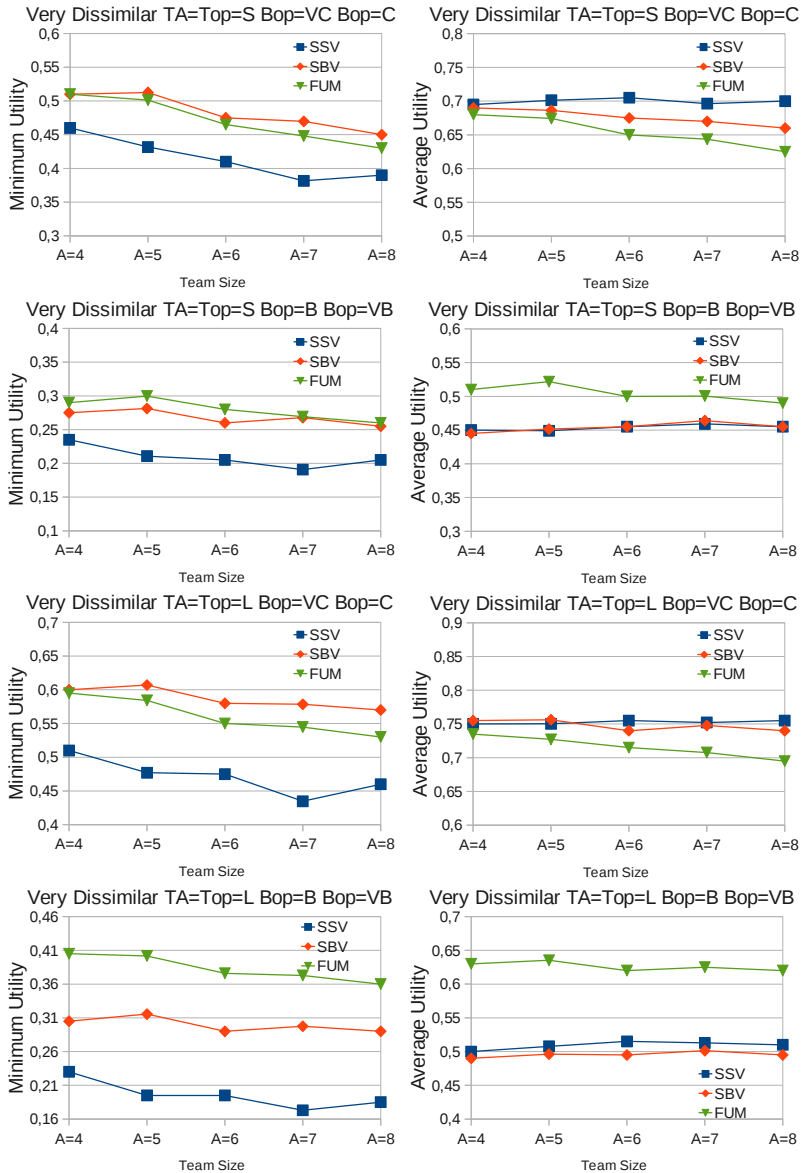 Very Dissimilar TA=Top=S Bop=VC Bop=C
Minimum Utility
0,6
0,55
0,5
0,45
0,4
0,35
0,3
SSV
SBV
FUM
A=4 A=5 A=6 A=7 A=8
Team Size
Very Dissimilar TA=Top=S Bop=VC Bop=C
Average Utility
0,8
0,75
0,7
0,65
0,6
0,55
0,5
SSV
SBV
FUM
A=4 A=5 A=6 A=7 A=8
Team Size
Very Dissimilar TA=Top=S Bop=B Bop=VB
Minimum Utility
0,4
0,35
0,3
0,25
0,2
0,15
0,1
SSV
SBV
FUM
A=4 A=5 A=6 A=7 A=8
Team Size
Very Dissimilar TA=Top=S Bop=B Bop=VB
Average Utility
0,6
0,55
0,5
0,45
0,4
0,35
0,3
SSV
SBV
FUM
A=4 A=5 A=6 A=7 A=8
Team Size
Very Dissimilar TA=Top=L Bop=VC Bop=C
Minimum Utility
0,7
0,65
0,6
0,55
0,5
0,45
0,4
SSV
SBV
FUM
A=4 A=5 A=6 A=7 A=8
Team Size
Very Dissimilar TA=Top=L Bop=VC Bop=C
Average Utility
0,9
0,85
0,8
0,75
0,7
0,65
0,6
SSV
SBV
FUM
A=4 A=5 A=6 A=7 A=8
Team Size
Very Dissimilar TA=Top=L Bop=B Bop=VB
Minimum Utility
0,46
0,41
0,36
0,31
0,26
0,21
0,16
SSV
SBV
FUM
A=4 A=5 A=6 A=7 A=8
Team Size
Very Dissimilar TA=Top=L Bop=B Bop=VB
Average Utility
0,7
0,65
0,6
0,55
0,5
0,45
0,4
SSV
SBV
FUM
A=4 A=5 A=6 A=7 A=8
Team Size